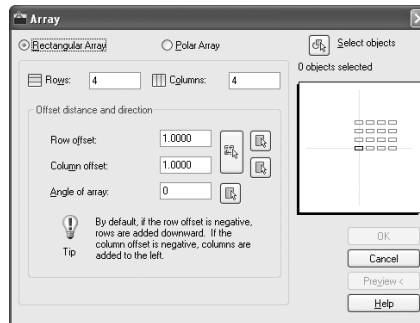 Array
Rectangular Array
Polar Array
Select objects
0 objects selected
Rows: 4
Columns: 4
Offset distance and direction
Row offset: 1.0000
Column offset: 1.0000
Angle of array: 0
By default, if the row offset is negative,
rows are added downward. If the
column offset is negative, columns are
added to the left.
Tip
OK
Cancel
Preview <
Help